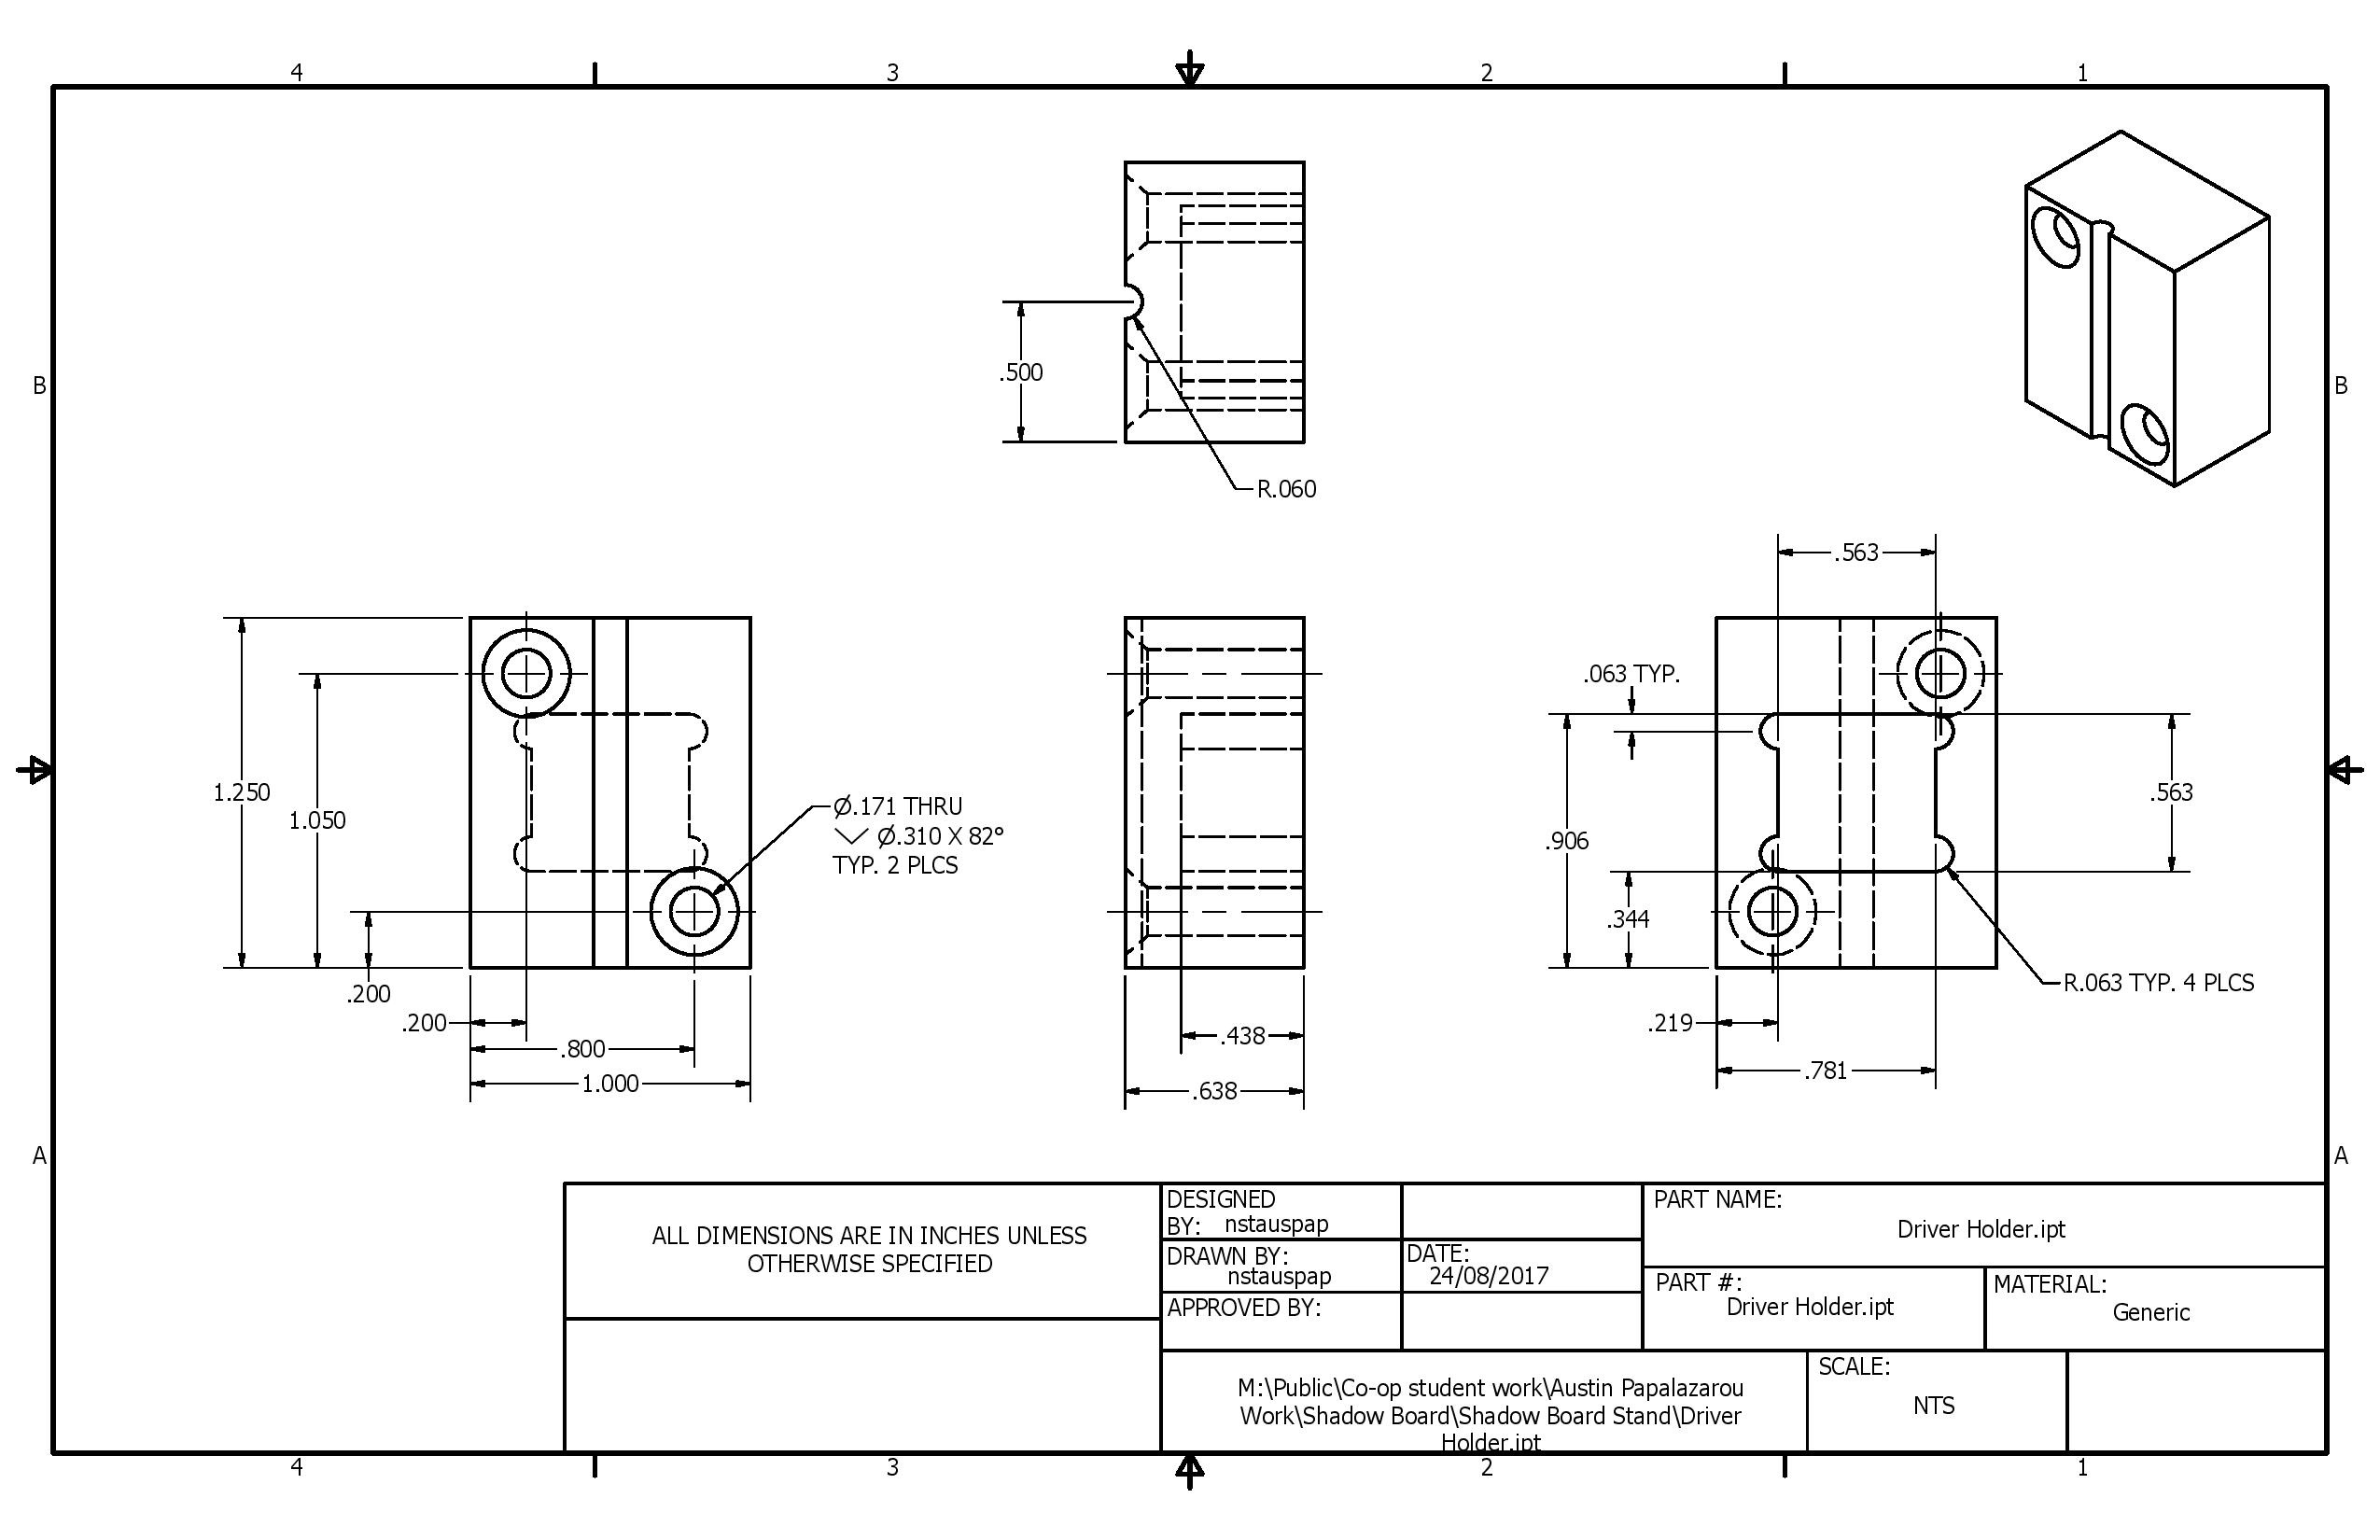 4 3 2 1
B B
.500
R.060
.563
.063 TYP.
1.250
1.050
Ø.171 THRU
Ø.310 X 82°
TYP. 2 PLCS
.906
.563
.344
.200
R.063 TYP. 4 PLCS
.200
.219
.438
.800
.781
1.000
.638
A A
ALL DIMENSIONS ARE IN INCHES UNLESS
OTHERWISE SPECIFIED
DESIGNED
BY: nstauspap
DRAWN BY:
nstauspap
DATE:
24/08/2017
APPROVED BY:
PART NAME:
Driver Holder.ipt
PART #:
Driver Holder.ipt
MATERIAL:
Generic
M:\Public\Co-op student work\Austin Papalazarou
Work\Shadow Board\Shadow Board Stand\Driver
Holder.ipt
SCALE:
NTS
4 3 2 1